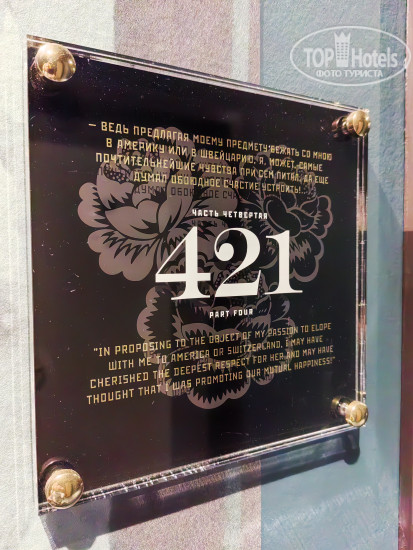 TOP Hotels
ФОТО ТУРИСТА
— ВЕДЬ ПРЕДЛАГАЯ МОЕМУ ПРЕДМЕТУ БЕЖАТЬ СО МНОЮ
В АМЕРИКУ ИЛИ В ШВЕЙЦАРИЮ, Я, МОЖЕТ, САМЫЕ
ПОЧТИТЕЛЬНЕЙШИЕ ЧУВСТВА ПРИ СЕМ ПИТАЛ, ДА ЕЩЕ
ДУМАЛ ОБОЮДНОЕ СЧАСТИЕ УСТРОИТЬ!..
ЧАСТЬ ЧЕТВЕРТАЯ
421
PART FOUR
"IN PROPOSING TO THE OBJECT OF MY PASSION TO ELOPE
WITH ME TO AMERICA OR SWITZERLAND, I MAY HAVE
CHERISHED THE DEEPEST RESPECT FOR HER AND MAY HAVE
THOUGHT THAT I WAS PROMOTING OUR MUTUAL HAPPINESS!"